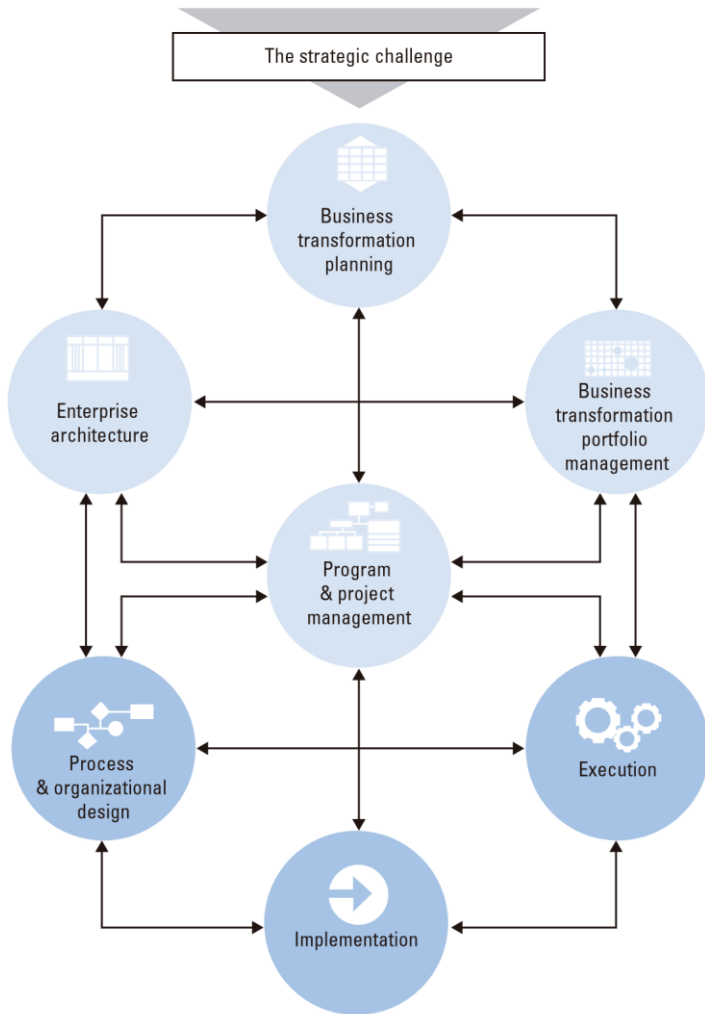 The strategic challenge
Business
transformation
planning
Enterprise
architecture
Business
transformation
portfolio
management
Program
& project
management
Process
& organizational
design
Execution
Implementation